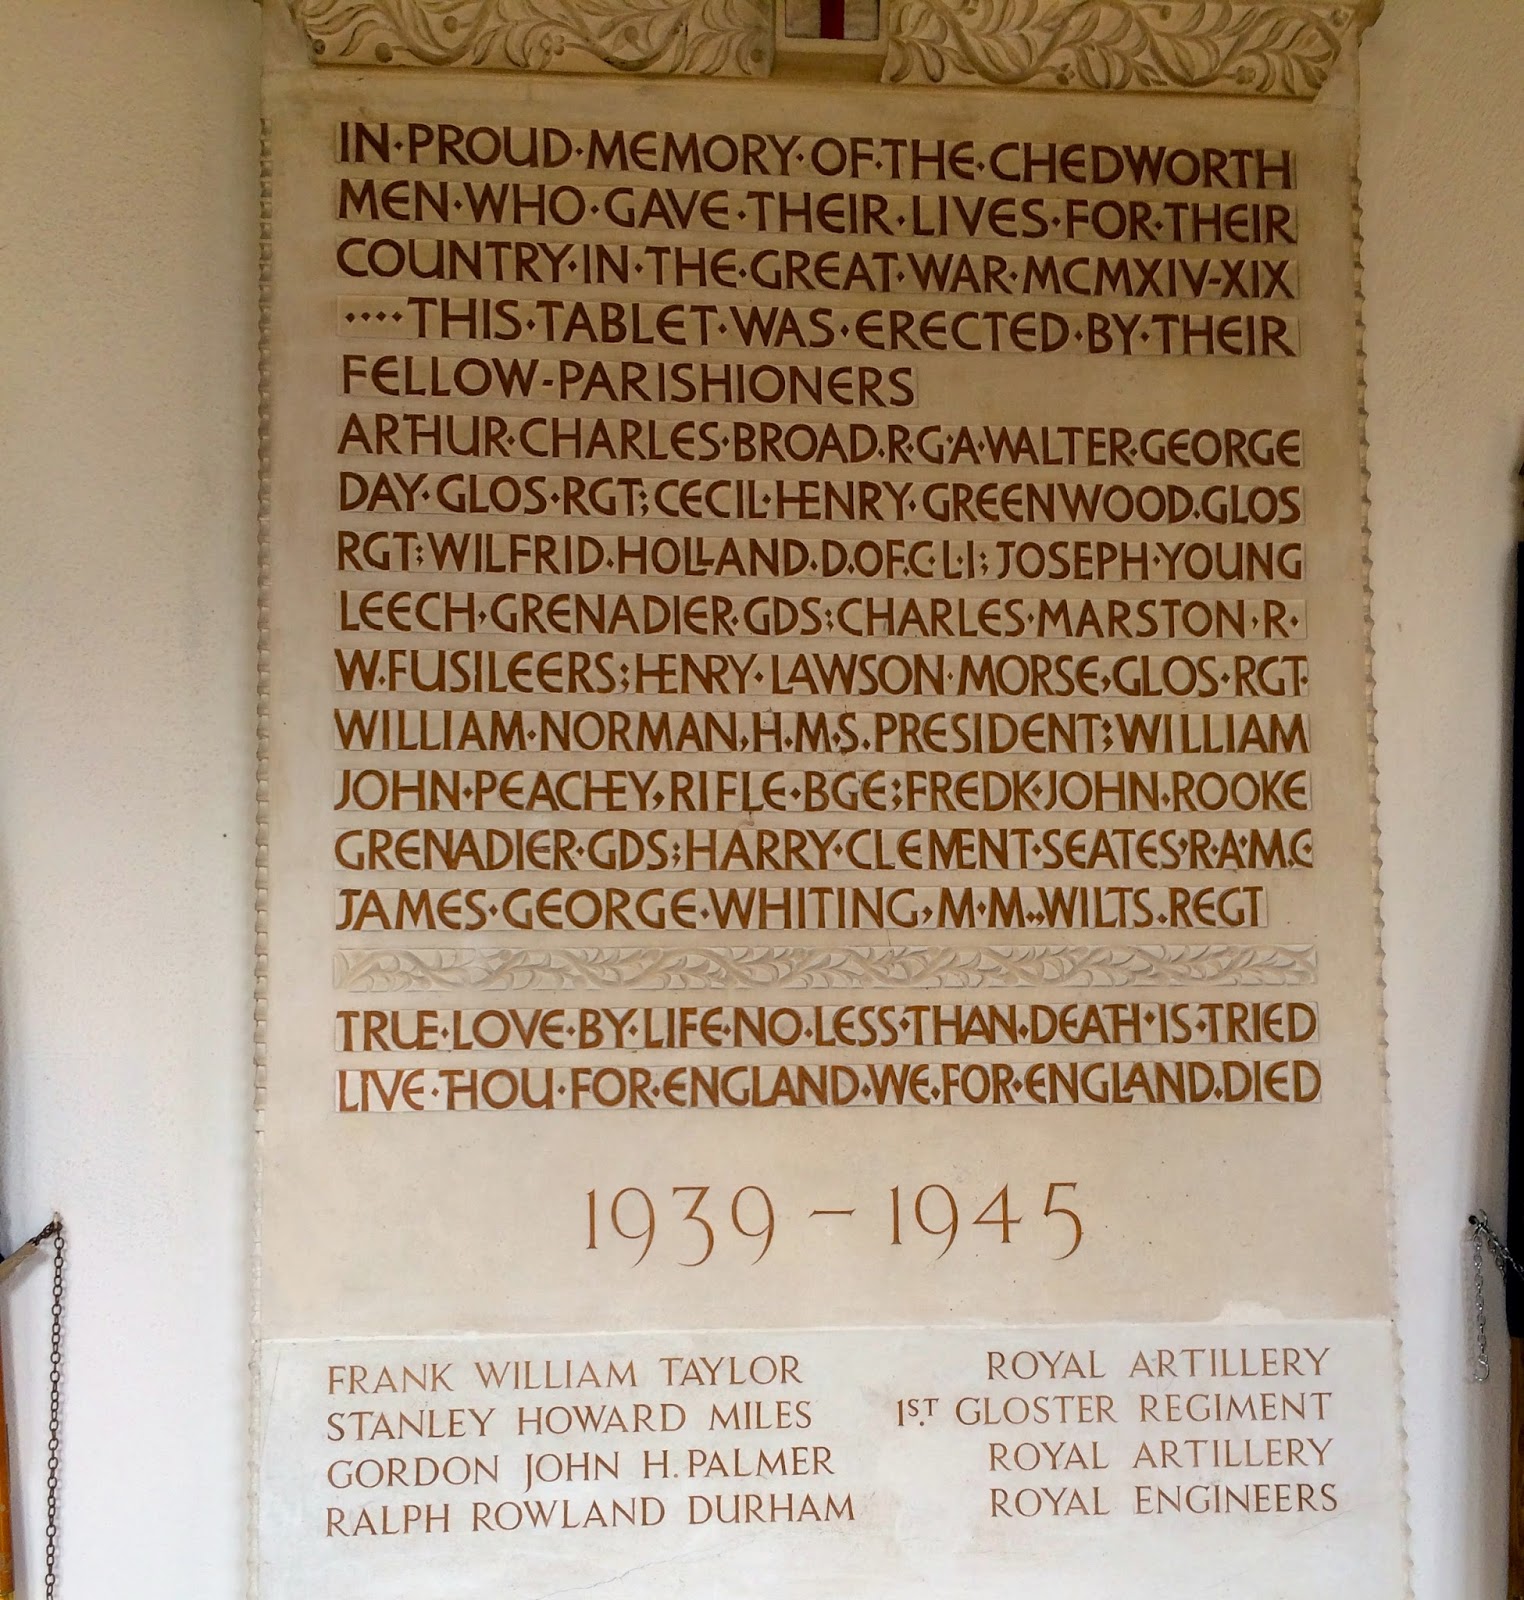 IN·PROUD·MEMORY·OF·THE·CHEDWORTH
MEN·WHO·GAVE·THEIR·LIVES·FOR·THEIR
COUNTRY·IN·THE·GREAT·WAR·MCMXIV-XIX
····THIS·TABLET·WAS·ERECTED·BY·THEIR
FELLOW-PARISHIONERS
ARTHUR·CHARLES·BROAD.R·G·A·WALTER·GEORGE
DAY·GLOS·RGT;CECIL·HENRY·GREENWOOD.GLOS
RGT;WILFRID.HOLLAND.D.OF.C·L·I; JOSEPH·YOUNG
LEECH,GRENADIER·GDS;CHARLES·MARSTON·R·
W.FUSILEERS;HENRY·LAWSON·MORSE,GLOS·RGT·
WILLIAM·NORMAN,H.M.S.PRESIDENT;WILLIAM
JOHN·PEACHEY,RIFLE·BGE;FREDK·JOHN.ROOKE
GRENADIER·GDS;HARRY·CLEMENT·SEATES·R·A·M.C·
JAMES·GEORGE·WHITING,M·M.,WILTS.REGT
TRUE·LOVE·BY·LIFE·NO·LESS·THAN·DEATH·IS·TRIED
LIVE·THOU·FOR·ENGLAND·WE·FOR·ENGLAND.DIED
1939 – 1945
FRANK WILLIAM TAYLOR ROYAL ARTILLERY
STANLEY HOWARD MILES 1ST. GLOSTER REGIMENT
GORDON JOHN H. PALMER ROYAL ARTILLERY
RALPH ROWLAND DURHAM ROYAL ENGINEERS